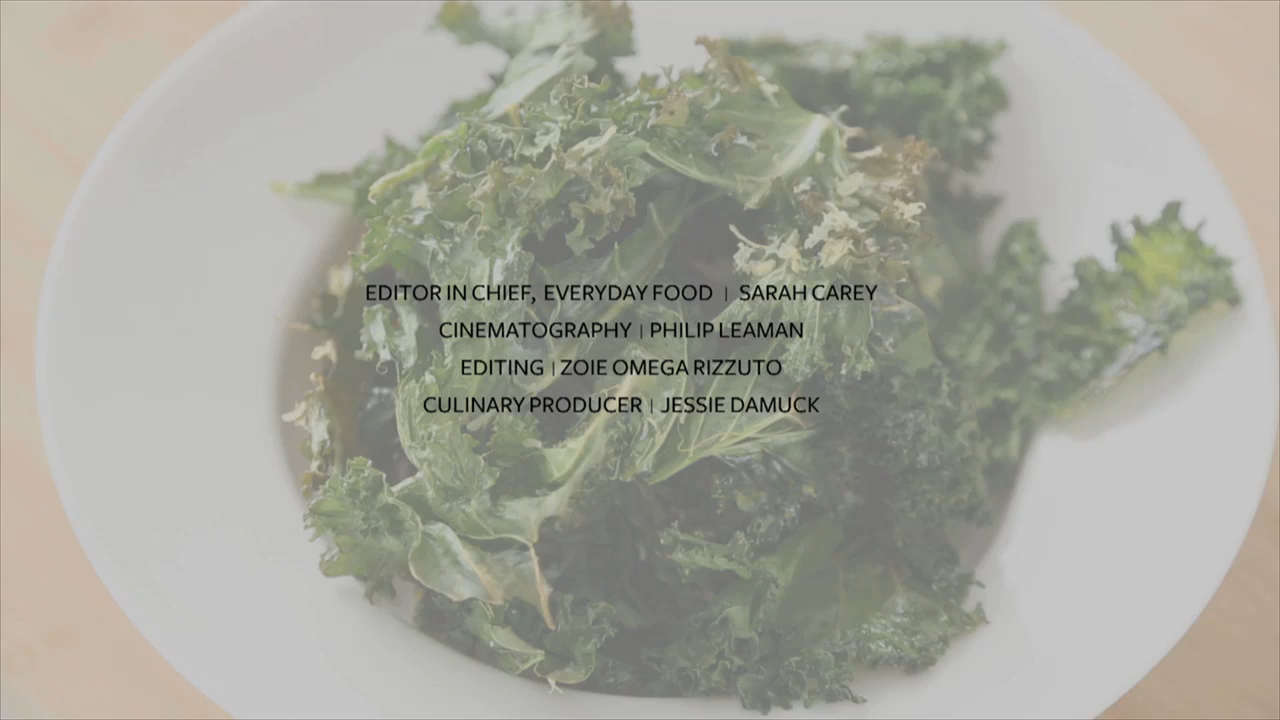 EDITOR IN CHIEF, EVERYDAY FOOD | SARAH CAREY
CINEMATOGRAPHY | PHILIP LEAMAN
EDITING | ZOIE OMEGA RIZZUTO
CULINARY PRODUCER | JESSIE DAMUCK